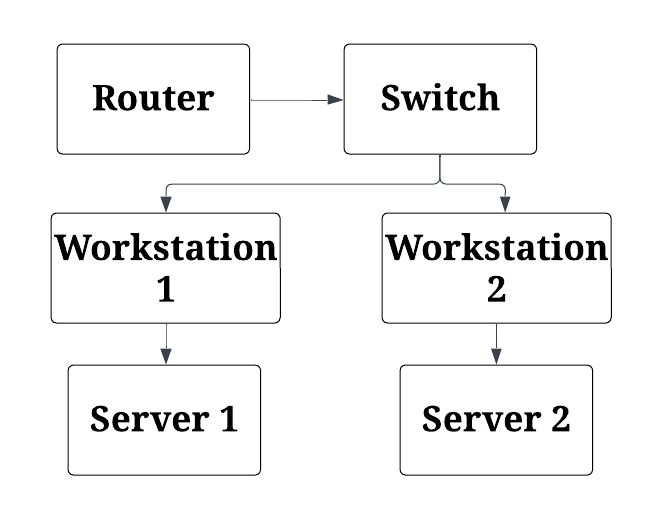 Router
Switch
Workstation
1
Workstation
2
Server 1
Server 2